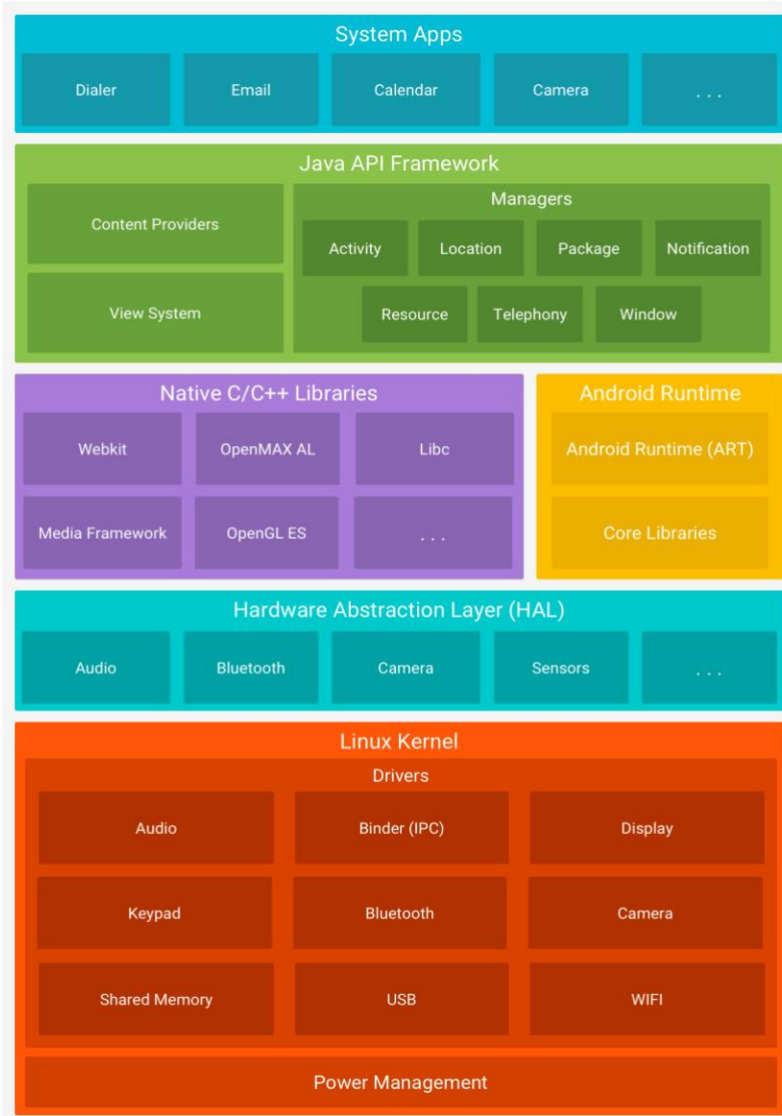 System Apps
Dialer Email Calendar Camera . . .
Java API Framework
Content Providers
View System
Managers
Activity Location Package Notification
Resource Telephony Window
Native C/C++ Libraries
Webkit OpenMAX AL Libc
Media Framework OpenGL ES . . .
Android Runtime
Android Runtime (ART)
Core Libraries
Hardware Abstraction Layer (HAL)
Audio Bluetooth Camera Sensors . . .
Linux Kernel
Drivers
Audio Binder (IPC) Display
Keypad Bluetooth Camera
Shared Memory USB WIFI
Power Management